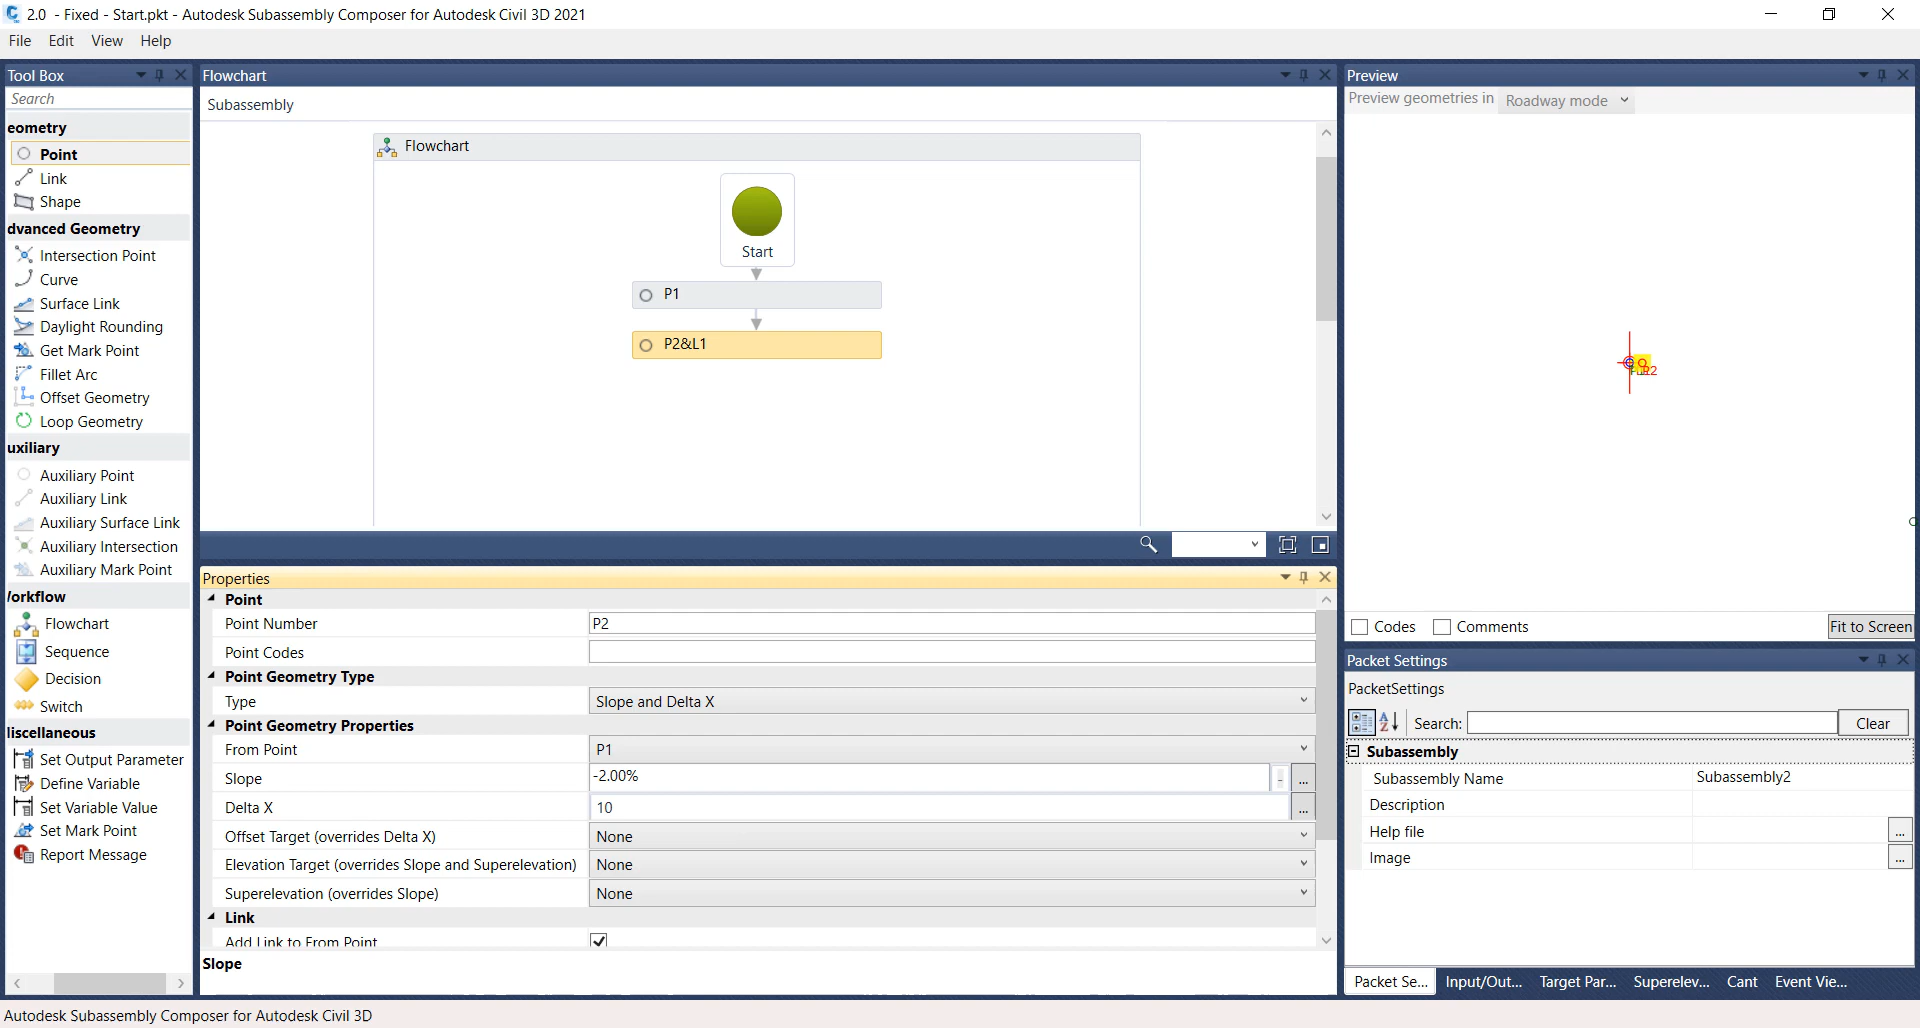 2.0 - Fixed - Start.pkt - Autodesk Subassembly Composer for Autodesk Civil 3D 2021
File Edit View Help
Tool Box
Search
eometry
Point
Link
Shape
dvanced Geometry
Intersection Point
Curve
Surface Link
Daylight Rounding
Get Mark Point
Fillet Arc
Offset Geometry
Loop Geometry
uxiliary
Auxiliary Point
Auxiliary Link
Auxiliary Surface Link
Auxiliary Intersection
Auxiliary Mark Point
orkflow
Flowchart
Sequence
Decision
Switch
liscellaneous
Set Output Parameter
Define Variable
Set Variable Value
Set Mark Point
Report Message
Flowchart
Subassembly
Flowchart
Start
P1
P2&L1
Properties
Point
Point Number P2
Point Codes
Point Geometry Type
Type Slope and Delta X
Point Geometry Properties
From Point P1
Slope -2.00% ...
Delta X 10 ...
Offset Target (overrides Delta X) None
Elevation Target (overrides Slope and Superelevation) None
Superelevation (overrides Slope) None
Link
Add Link to From Point
Slope
Preview
Preview geometries in Roadway mode
Codes Comments Fit to Screen
Packet Settings
PacketSettings
Search: Clear
Subassembly
Subassembly Name Subassembly2
Description
Help file ...
Image ...
Packet Se... Input/Out... Target Par... Superelev... Cant Event Vie...
Autodesk Subassembly Composer for Autodesk Civil 3D